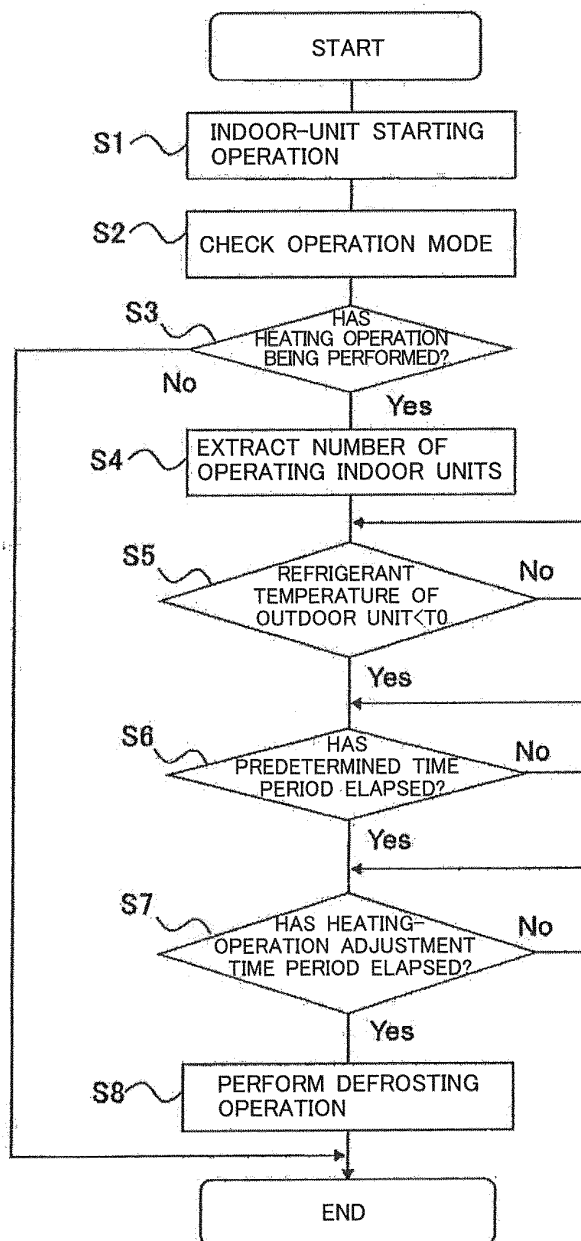 START
S1
INDOOR-UNIT STARTING
OPERATION
S2
CHECK OPERATION MODE
S3
HAS
HEATING OPERATION
BEING PERFORMED?
No
Yes
S4
EXTRACT NUMBER OF
OPERATING INDOOR UNITS
S5
REFRIGERANT
TEMPERATURE OF
OUTDOOR UNIT<T0
No
Yes
S6
HAS
PREDETERMINED TIME
PERIOD ELAPSED?
No
Yes
S7
HAS HEATING-
OPERATION ADJUSTMENT
TIME PERIOD ELAPSED?
No
Yes
S8
PERFORM DEFROSTING
OPERATION
END